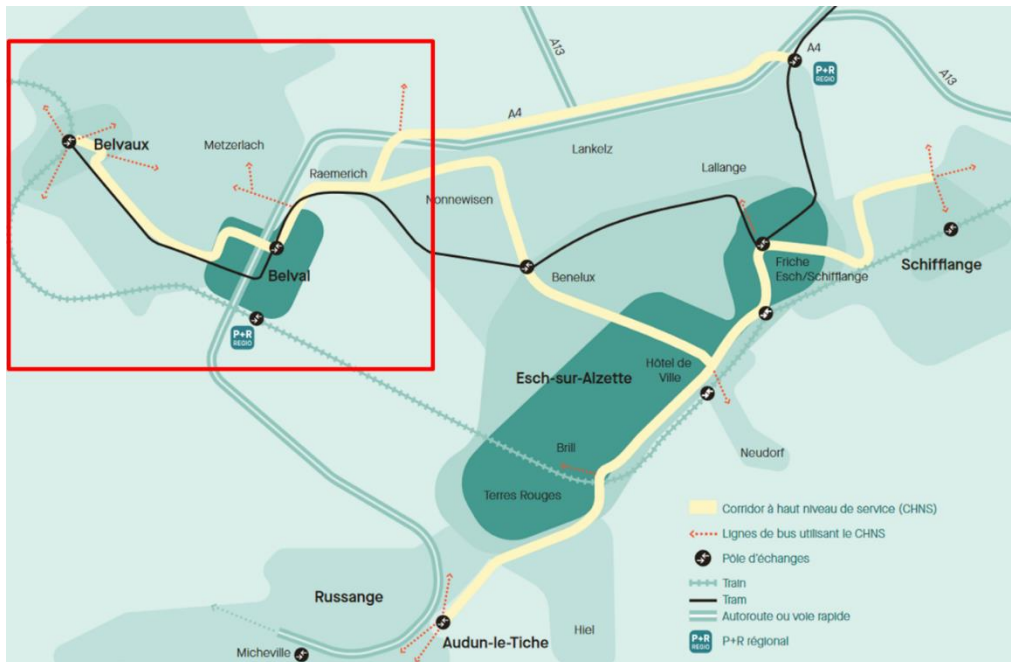 A13
A4
P+R
REGIO
A13
A4
Belvaux
Metzerlach
Lankelz
Raemerich
Lallange
Nonnewisen
Belval
Benelux
Friche
Esch/Schifflange
Schifflange
P+R
REGIO
Esch-sur-Alzette
Hôtel de
Ville
Brill
Neudorf
Terres Rouges
Corridor à haut niveau de service (CHNS)
Lignes de bus utilisant le CHNS
Pôle d'échanges
Train
Tram
Autoroute ou voie rapide
P+R
REGIO
P+R régional
Russange
Hiel
Audun-le-Tiche
Micheville